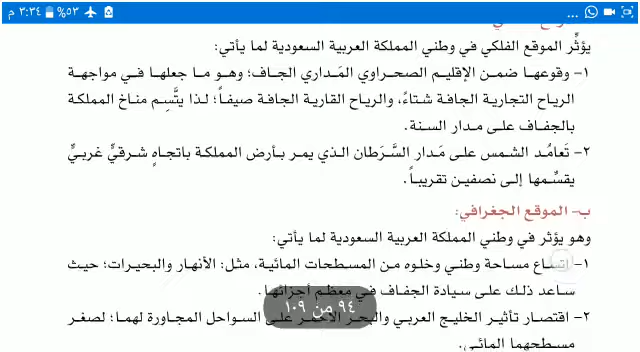 ٣:٣٤ م ٥٣%
...
يؤثِّر الموقع الفلكي في وطني المملكة العربية السعودية لما يأتي:
١- وقوعها ضمن الإقليم الصحراوي المَداري الجاف؛ وهو ما جعلها في مواجهة
الرياح التجارية الجافة شتاءً، والرياح القارية الجافة صيفاً؛ لذا يتَّسِم مناخ المملكة
بالجفاف على مدار السنة.
٢- تَعامُد الشمس على مَدار السَّرَطان الذي يمر بأرض المملكة باتجاهٍ شرقيٍّ غربيٍّ
يقسِّمها إلى نصفين تقريباً.
ب- الموقع الجغرافي:
وهو يؤثر في وطني المملكة العربية السعودية لما يأتي:
١- اتساع مساحة وطني وخلوه من المسطحات المائية، مثل: الأنهار والبحيرات؛ حيث
ساعد ذلك على سيادة الجفاف في معظم أجزائها.
٩٤ من ١٠٩
٢- اقتصار تأثير الخليج العربي والبحر الأحمر على السواحل المجاورة لهما؛ لصغر
مسطحهما المائي.